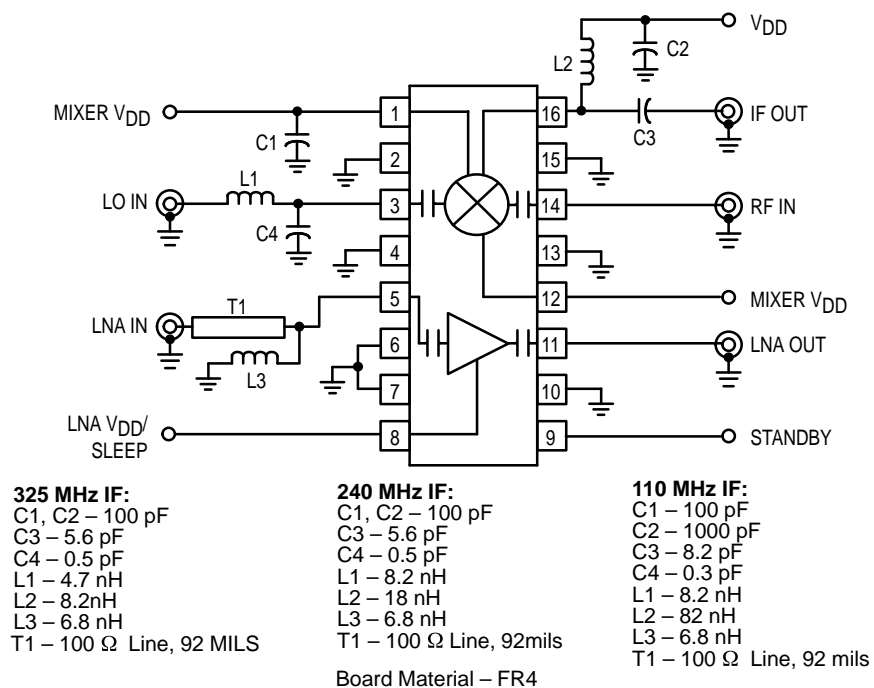 MIXER VDD
C1
LO IN
L1
C4
LNA IN
T1
L3
LNA VDD/
SLEEP
1
2
3
4
5
6
7
8
16
15
14
13
12
11
10
9
L2
C2
VDD
C3
IF OUT
RF IN
MIXER VDD
LNA OUT
STANDBY
325 MHz IF:
C1, C2 – 100 pF
C3 – 5.6 pF
C4 – 0.5 pF
L1 – 4.7 nH
L2 – 8.2nH
L3 – 6.8 nH
T1 – 100 Ω Line, 92 MILS
240 MHz IF:
C1, C2 – 100 pF
C3 – 5.6 pF
C4 – 0.5 pF
L1 – 8.2 nH
L2 – 18 nH
L3 – 6.8 nH
T1 – 100 Ω Line, 92mils
110 MHz IF:
C1 – 100 pF
C2 – 1000 pF
C3 – 8.2 pF
C4 – 0.3 pF
L1 – 8.2 nH
L2 – 82 nH
L3 – 6.8 nH
T1 – 100 Ω Line, 92 mils
Board Material – FR4